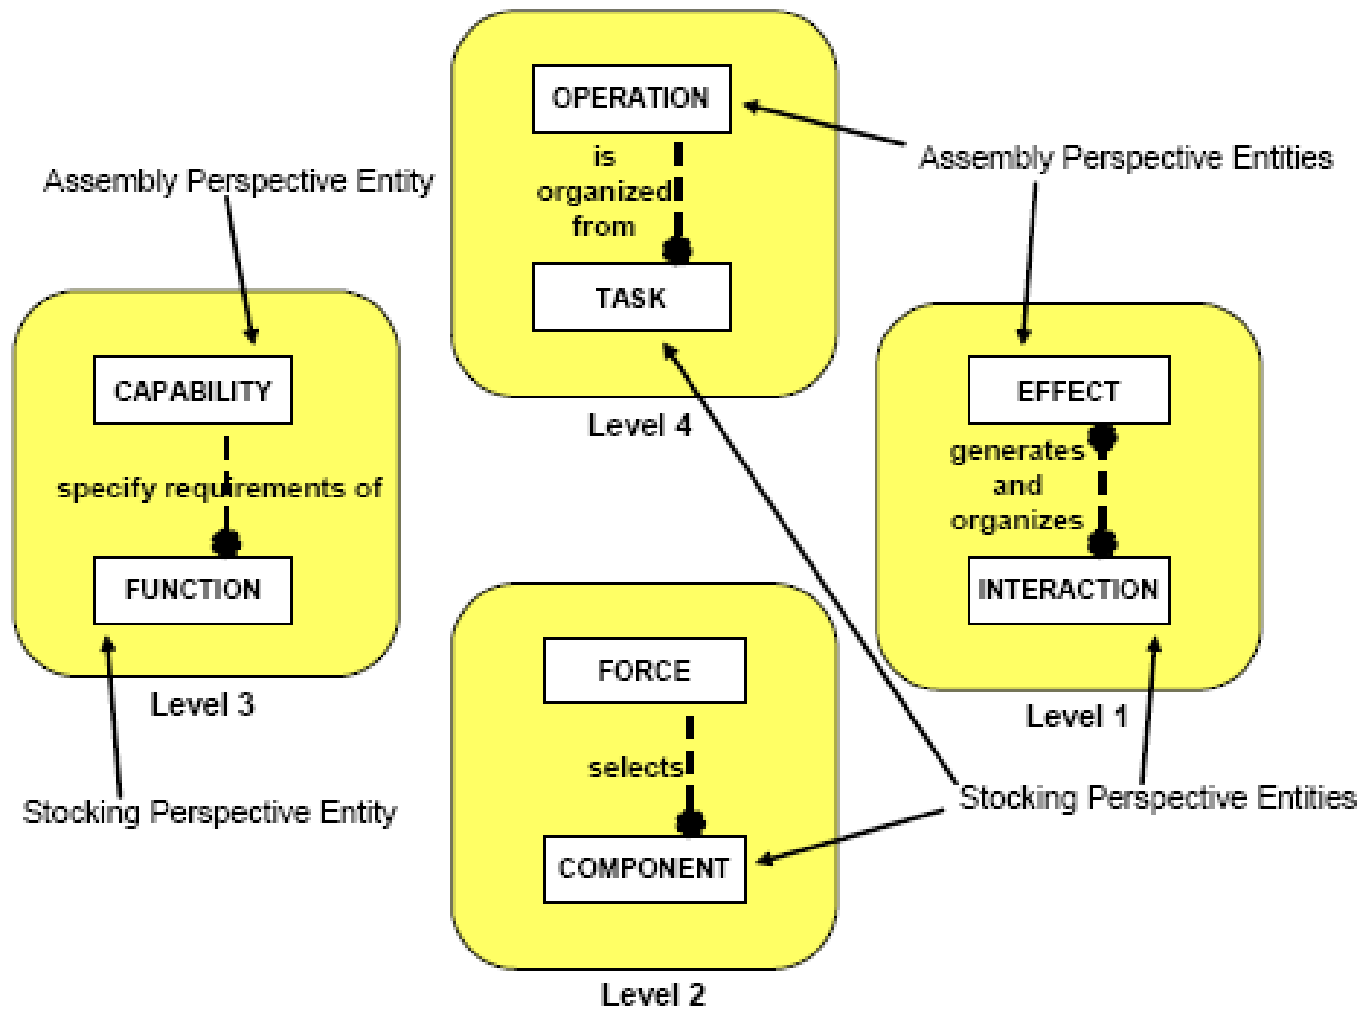 OPERATION
is
organized
from
TASK
Level 4
Assembly Perspective Entity
Assembly Perspective Entities
CAPABILITY
specify requirements of
FUNCTION
Level 3
Stocking Perspective Entity
EFFECT
generates
and
organizes
INTERACTION
Level 1
FORCE
selects
COMPONENT
Level 2
Stocking Perspective Entities